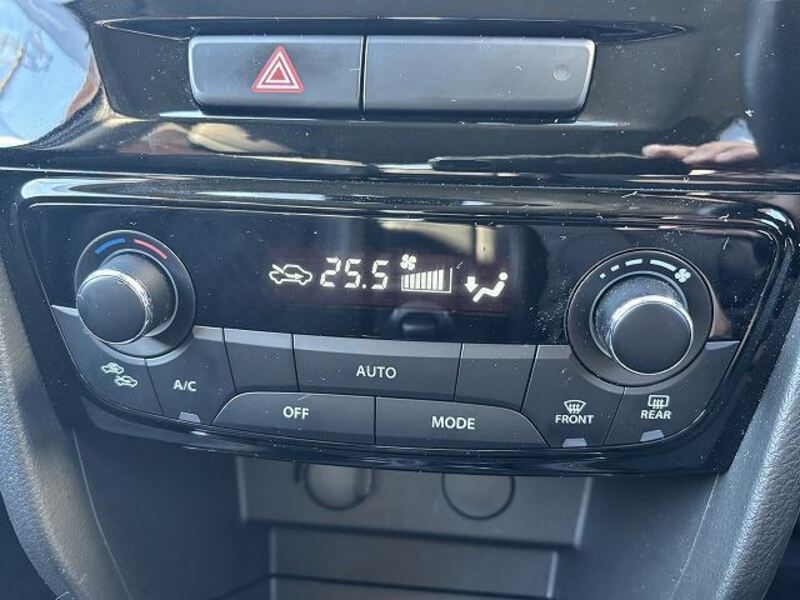 25.5
AUTO
A/C
OFF
MODE
FRONT
REAR